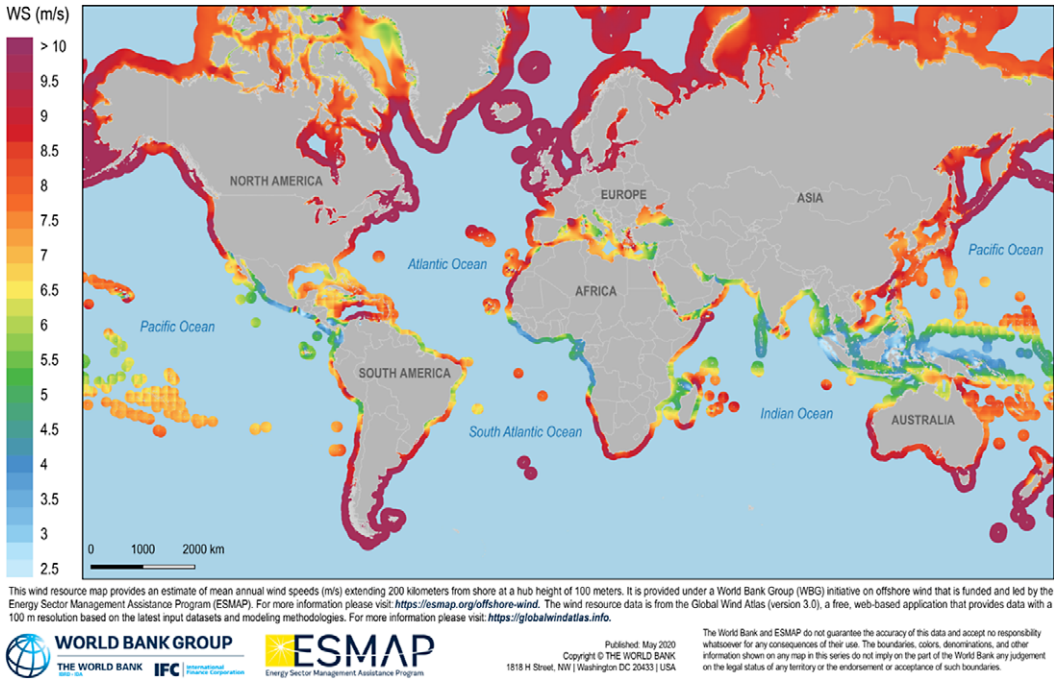 WS (m/s)
> 10
9.5
9
8.5
8
7.5
7
6.5
6
5.5
5
4.5
4
3.5
3
2.5
NORTH AMERICA
EUROPE
ASIA
Atlantic Ocean
Pacific Ocean
AFRICA
Pacific Ocean
SOUTH AMERICA
Indian Ocean
AUSTRALIA
South Atlantic Ocean
0 1000 2000 km
This wind resource map provides an estimate of mean annual wind speeds (m/s) extending 200 kilometers from shore at a hub height of 100 meters. It is provided under a World Bank Group (WBG) initiative on offshore wind that is funded and led by the
Energy Sector Management Assistance Program (ESMAP). For more information please visit: https://esmap.org/offshore-wind. The wind resource data is from the Global Wind Atlas (version 3.0), a free, web-based application that provides data with a
100 m resolution based on the latest input datasets and modeling methodologies. For more information please visit: https://globalwindatlas.info.
WORLD BANK GROUP
THE WORLD BANK
IBRD • IDA
IFC
International
Finance Corporation
ESMAP
Energy Sector Management Assistance Program
Published: May 2020
Copyright © THE WORLD BANK
1818 H Street, NW | Washington DC 20433 | USA
The World Bank and ESMAP do not guarantee the accuracy of this data and accept no responsibility
whatsoever for any consequences of their use. The boundaries, colors, denominations, and other
information shown on any map in this series do not imply on the part of the World Bank any judgement
on the legal status of any territory or the endorsement or acceptance of such boundaries.